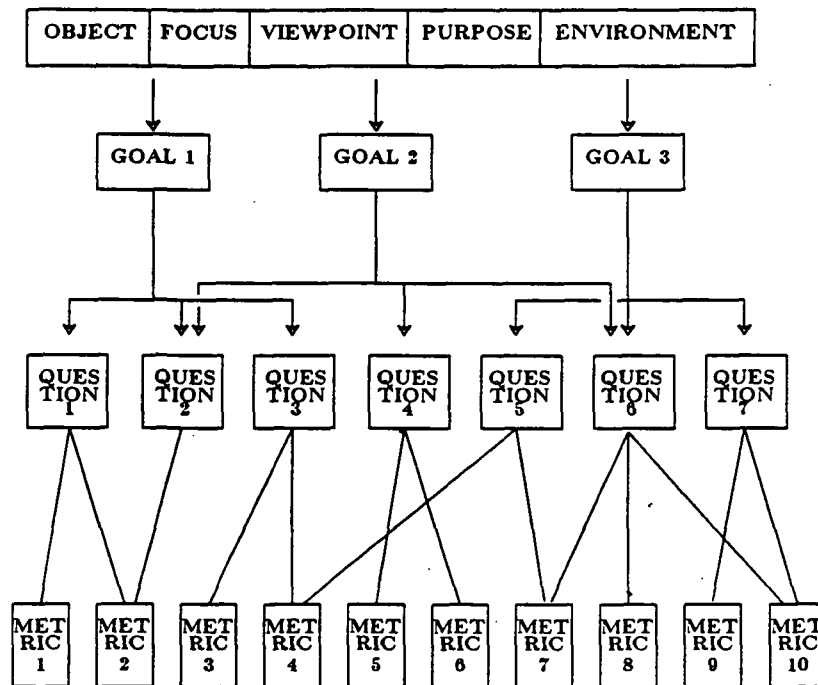 OBJECT FOCUS VIEWPOINT PURPOSE ENVIRONMENT
GOAL 1 GOAL 2 GOAL 3
QUES QUES QUES QUES QUES QUES QUES
TION TION TION TION TION TION TION
1 2 3 4 5 6 7
MET MET MET MET MET MET MET MET MET MET
RIC RIC RIC RIC RIC RIC RIC RIC RIC RIC
1 2 3 4 5 6 7 8 9 10